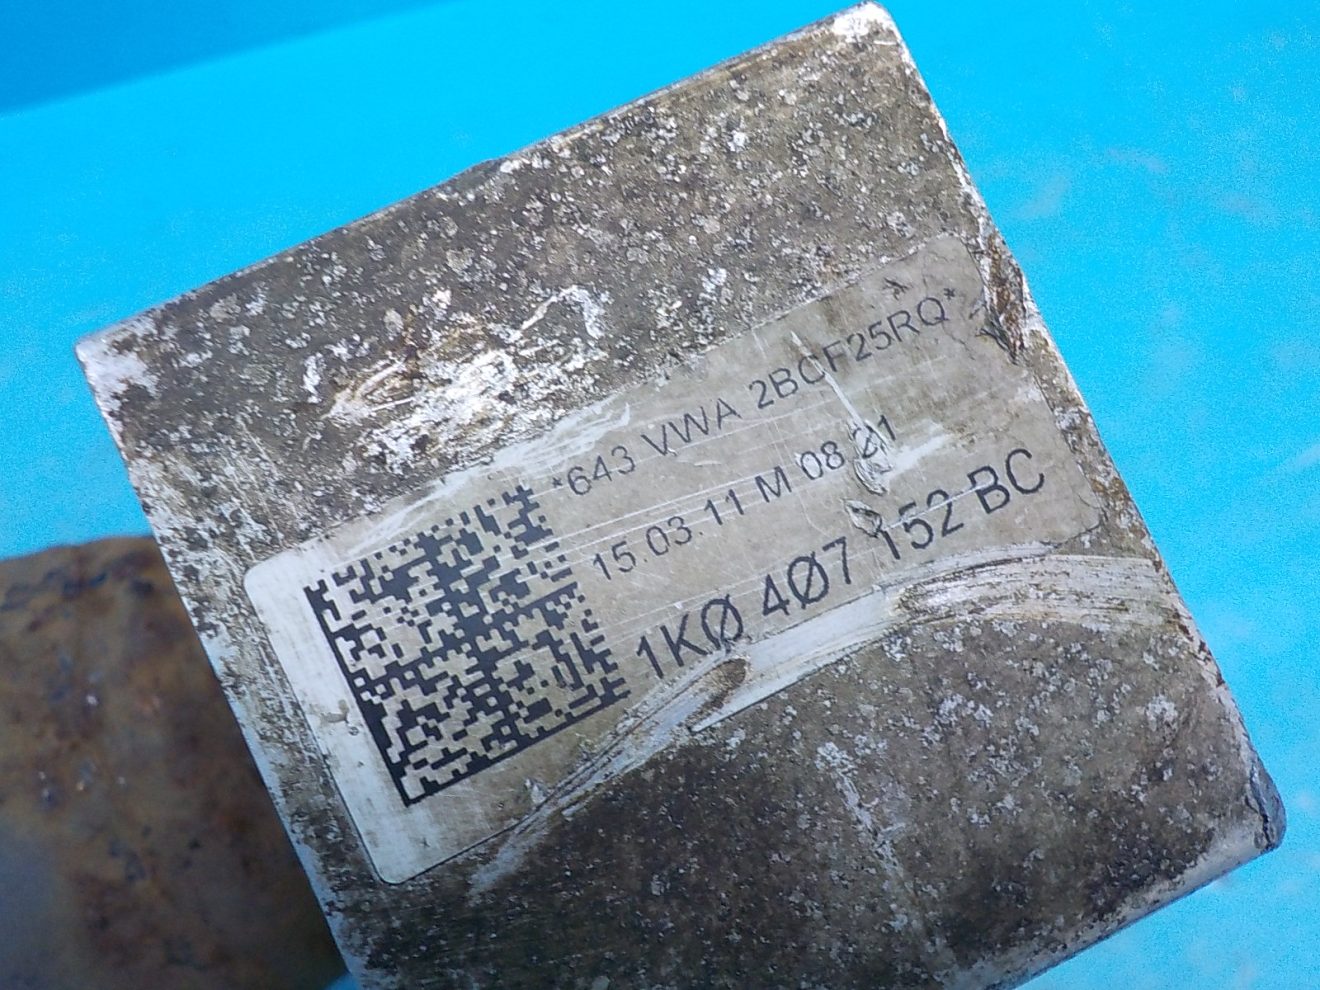 *643 VWA 2BCF25RQ*
15.03.11 M 08 21
1KØ 4Ø7 152 BC